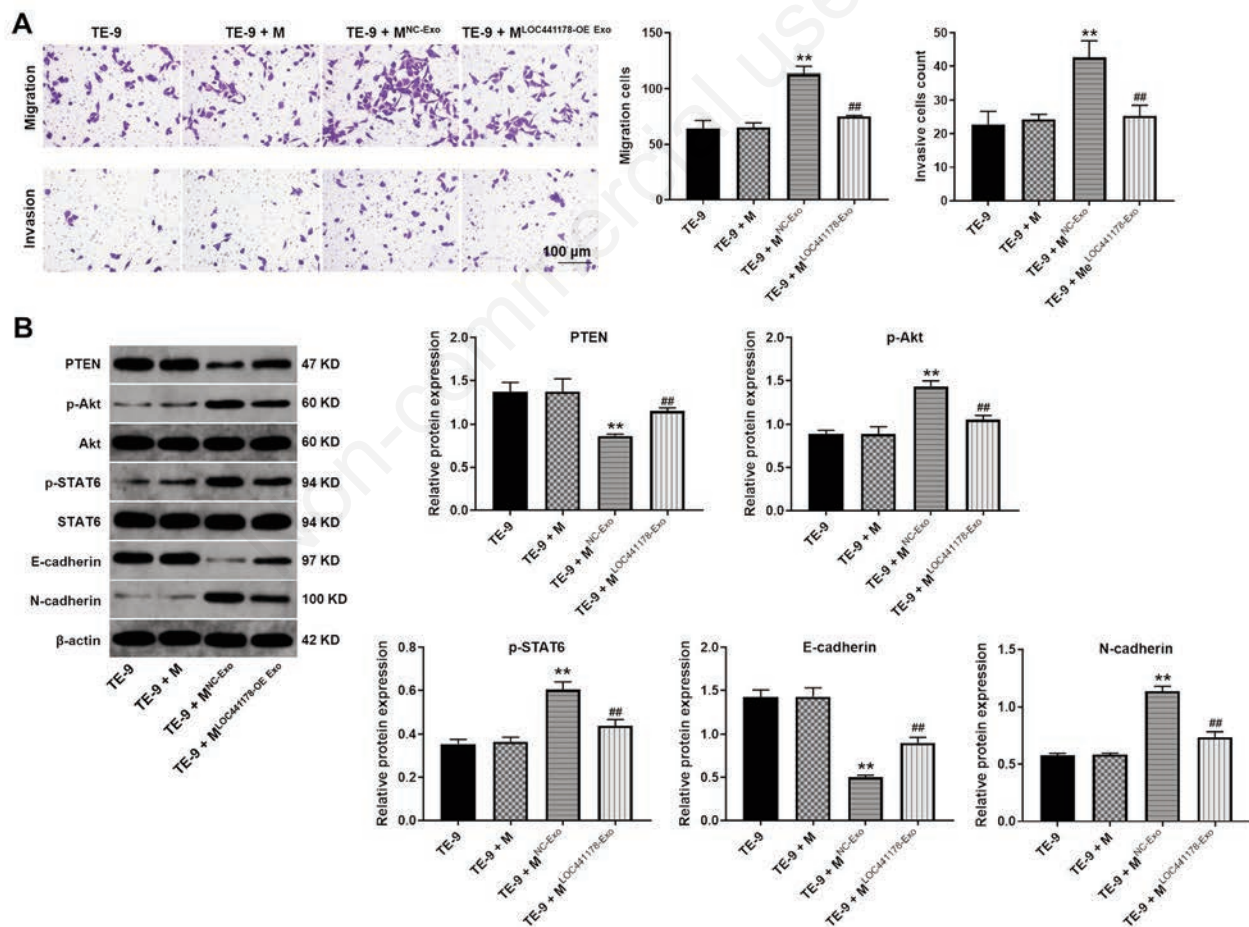 A
TE-9
TE-9 + M
TE-9 + M^NC-Exo
TE-9 + M^LOC441178-OE Exo
Migration
Invasion
100 µm
Migration cells
150
100
50
0
**
##
TE-9
TE-9 + M
TE-9 + M^NC-Exo
TE-9 + M^LOC441178-Exo
Invasive cells count
50
40
30
20
10
0
**
##
TE-9
TE-9 + M
TE-9 + M^NC-Exo
TE-9 + Me^LOC441178-Exo
B
PTEN 47 KD
p-Akt 60 KD
Akt 60 KD
p-STAT6 94 KD
STAT6 94 KD
E-cadherin 97 KD
N-cadherin 100 KD
β-actin 42 KD
TE-9
TE-9 + M
TE-9 + M^NC-Exo
TE-9 + M^LOC441178-OE Exo
PTEN
Relative protein expression
2.0
1.5
1.0
0.5
0.0
**
##
TE-9
TE-9 + M
TE-9 + M^NC-Exo
TE-9 + M^LOC441178-Exo
p-Akt
Relative protein expression
2.0
1.5
1.0
0.5
0.0
**
##
TE-9
TE-9 + M
TE-9 + M^NC-Exo
TE-9 + M^LOC441178-Exo
p-STAT6
Relative protein expression
0.8
0.6
0.4
0.2
0.0
**
##
TE-9
TE-9 + M
TE-9 + M^NC-Exo
TE-9 + M^LOC441178-Exo
E-cadherin
Relative protein expression
2.0
1.5
1.0
0.5
0.0
**
##
TE-9
TE-9 + M
TE-9 + M^NC-Exo
TE-9 + M^LOC441178-Exo
N-cadherin
Relative protein expression
1.5
1.0
0.5
0.0
**
##
TE-9
TE-9 + M
TE-9 + M^NC-Exo
TE-9 + M^LOC441178-Exo
non-commercial use